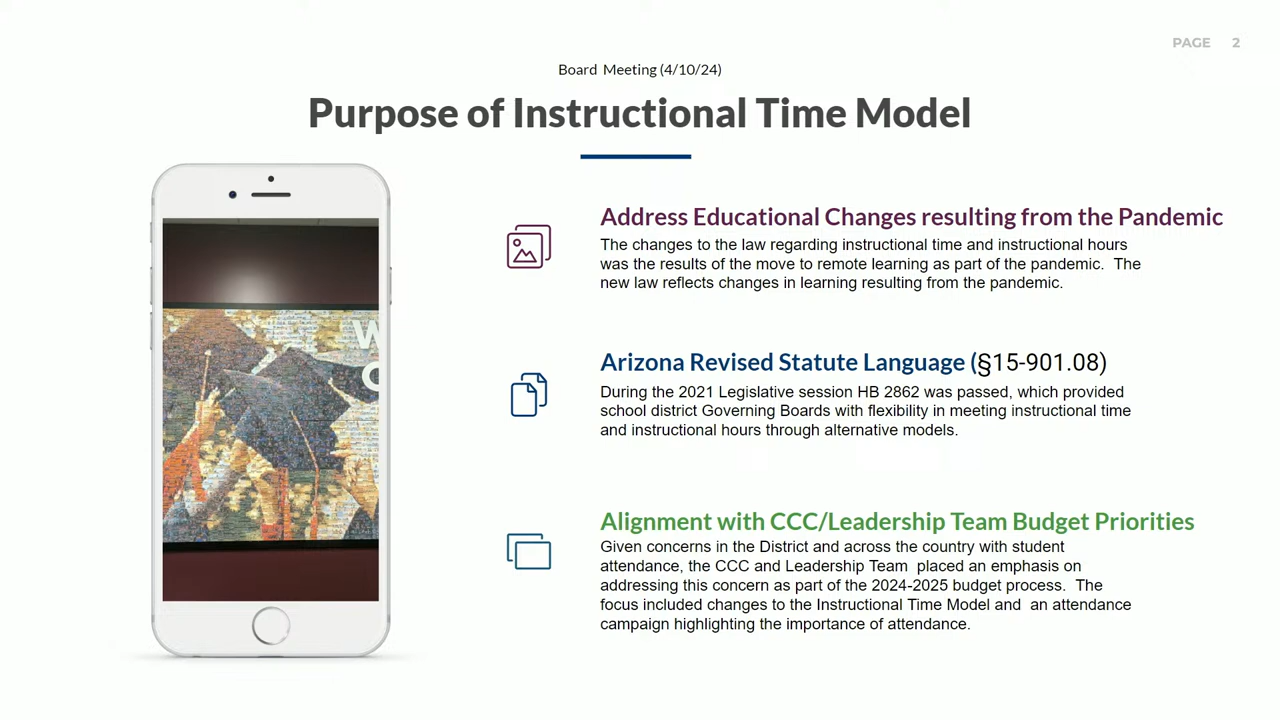 PAGE 2
Board Meeting (4/10/24)
Purpose of Instructional Time Model
Address Educational Changes resulting from the Pandemic
The changes to the law regarding instructional time and instructional hours
was the results of the move to remote learning as part of the pandemic. The
new law reflects changes in learning resulting from the pandemic.
Arizona Revised Statute Language (§15-901.08)
During the 2021 Legislative session HB 2862 was passed, which provided
school district Governing Boards with flexibility in meeting instructional time
and instructional hours through alternative models.
Alignment with CCC/Leadership Team Budget Priorities
Given concerns in the District and across the country with student
attendance, the CCC and Leadership Team placed an emphasis on
addressing this concern as part of the 2024-2025 budget process. The
focus included changes to the Instructional Time Model and an attendance
campaign highlighting the importance of attendance.